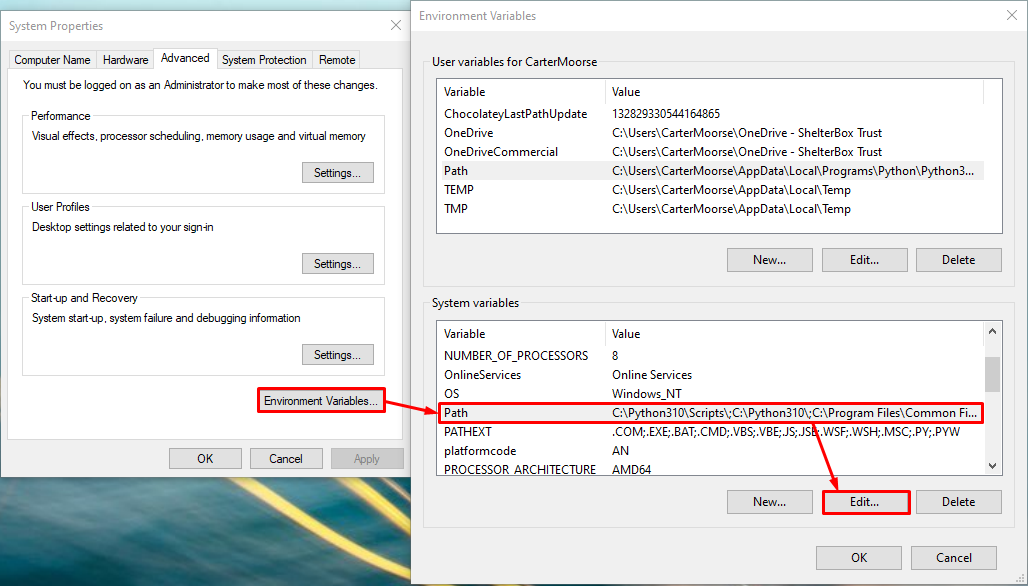 System Properties
Computer Name Hardware Advanced System Protection Remote
You must be logged on as an Administrator to make most of these changes.
Performance
Visual effects, processor scheduling, memory usage and virtual memory
Settings...
User Profiles
Desktop settings related to your sign-in
Settings...
Start-up and Recovery
System start-up, system failure and debugging information
Settings...
Environment Variables...
OK Cancel Apply
Environment Variables
User variables for CarterMoorse
Variable Value
ChocolateyLastPathUpdate 132829330544164865
OneDrive C:\Users\CarterMoorse\OneDrive - ShelterBox Trust
OneDriveCommercial C:\Users\CarterMoorse\OneDrive - ShelterBox Trust
Path C:\Users\CarterMoorse\AppData\Local\Programs\Python\Python3...
TEMP C:\Users\CarterMoorse\AppData\Local\Temp
TMP C:\Users\CarterMoorse\AppData\Local\Temp
New... Edit... Delete
System variables
Variable Value
NUMBER_OF_PROCESSORS 8
OnlineServices Online Services
OS Windows_NT
Path C:\Python310\Scripts\;C:\Python310\;C:\Program Files\Common Fi...
PATHEXT .COM;.EXE;.BAT;.CMD;.VBS;.VBE;.JS;.JSE;.WSF;.WSH;.MSC;.PY;.PYW
platformcode AN
PROCESSOR_ARCHITECTURE AMD64
New... Edit... Delete
OK Cancel